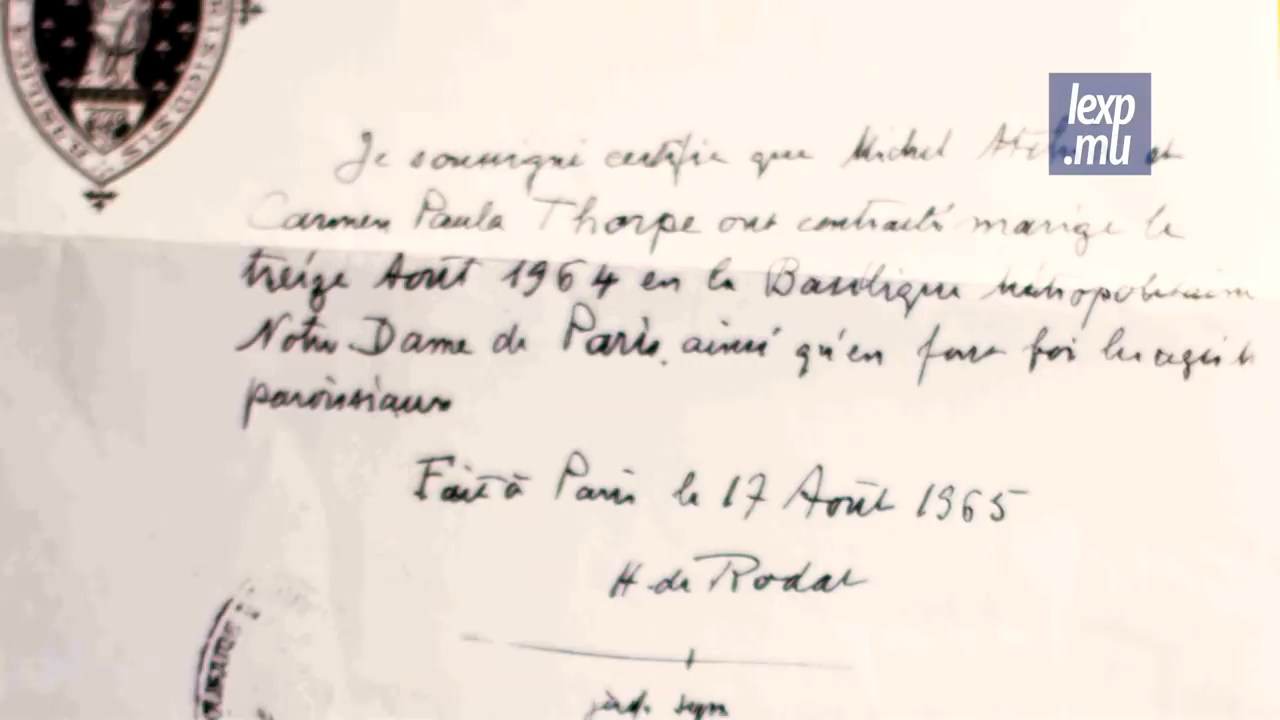 lexp
.mu
Je soussigné certifie que Michel et
Carmen Paula Thorpe ont contracté mariage le
treize Août 1964 en la Basilique métropolitaine
Notre Dame de Paris, ainsi qu'en font foi les registres
paroissiaux
Fait à Paris le 17 Août 1965
H. de Rodat